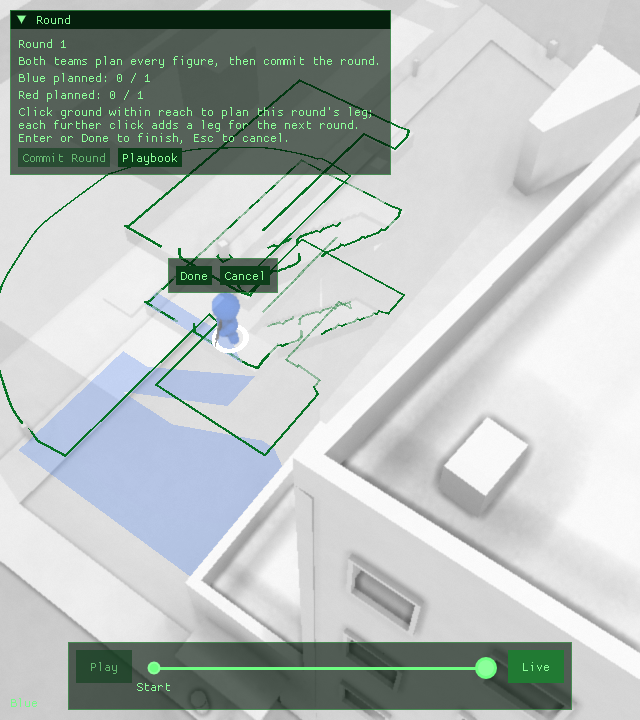 Round
Round 1
Both teams plan every figure, then commit the round.
Blue planned: 0 / 1
Red planned: 0 / 1
Click ground within reach to plan this round's leg;
each further click adds a leg for the next round.
Enter or Done to finish, Esc to cancel.
Commit Round Playbook
Done Cancel
Play Live
Start